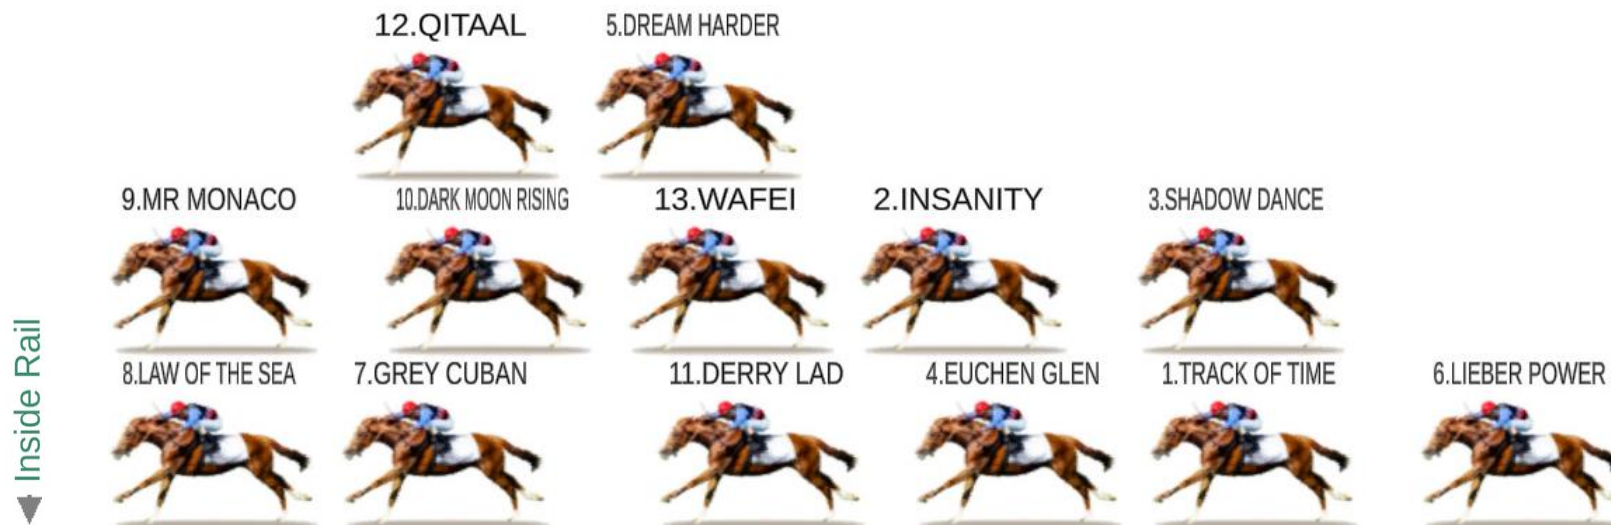 12.QITAAL
5.DREAM HARDER
9.MR MONACO
10.DARK MOON RISING
13.WAFEI
2.INSANITY
3.SHADOW DANCE
8.LAW OF THE SEA
7.GREY CUBAN
11.DERRY LAD
4.EUCHEN GLEN
1.TRACK OF TIME
6.LIEBER POWER
Inside Rail